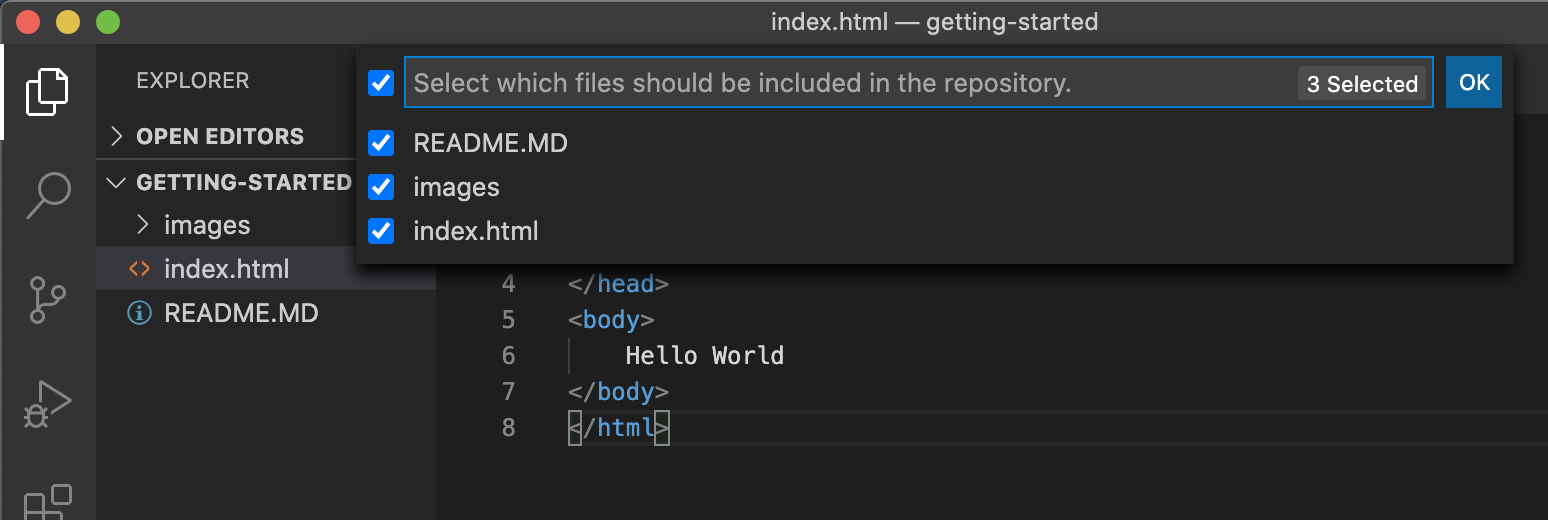 index.html — getting-started
EXPLORER
OPEN EDITORS
GETTING-STARTED
images
index.html
README.MD
Select which files should be included in the repository.
3 Selected
OK
README.MD
images
index.html
4 </head>
5 <body>
6 Hello World
7 </body>
8 </html>